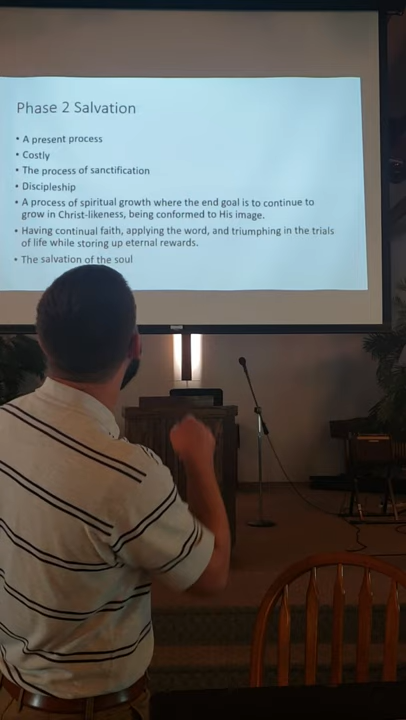 Phase 2 Salvation
• A present process
• Costly
• The process of sanctification
• Discipleship
• A process of spiritual growth where the end goal is to continue to
grow in Christ-likeness, being conformed to His image.
• Having continual faith, applying the word, and triumphing in the trials
of life while storing up eternal rewards.
• The salvation of the soul